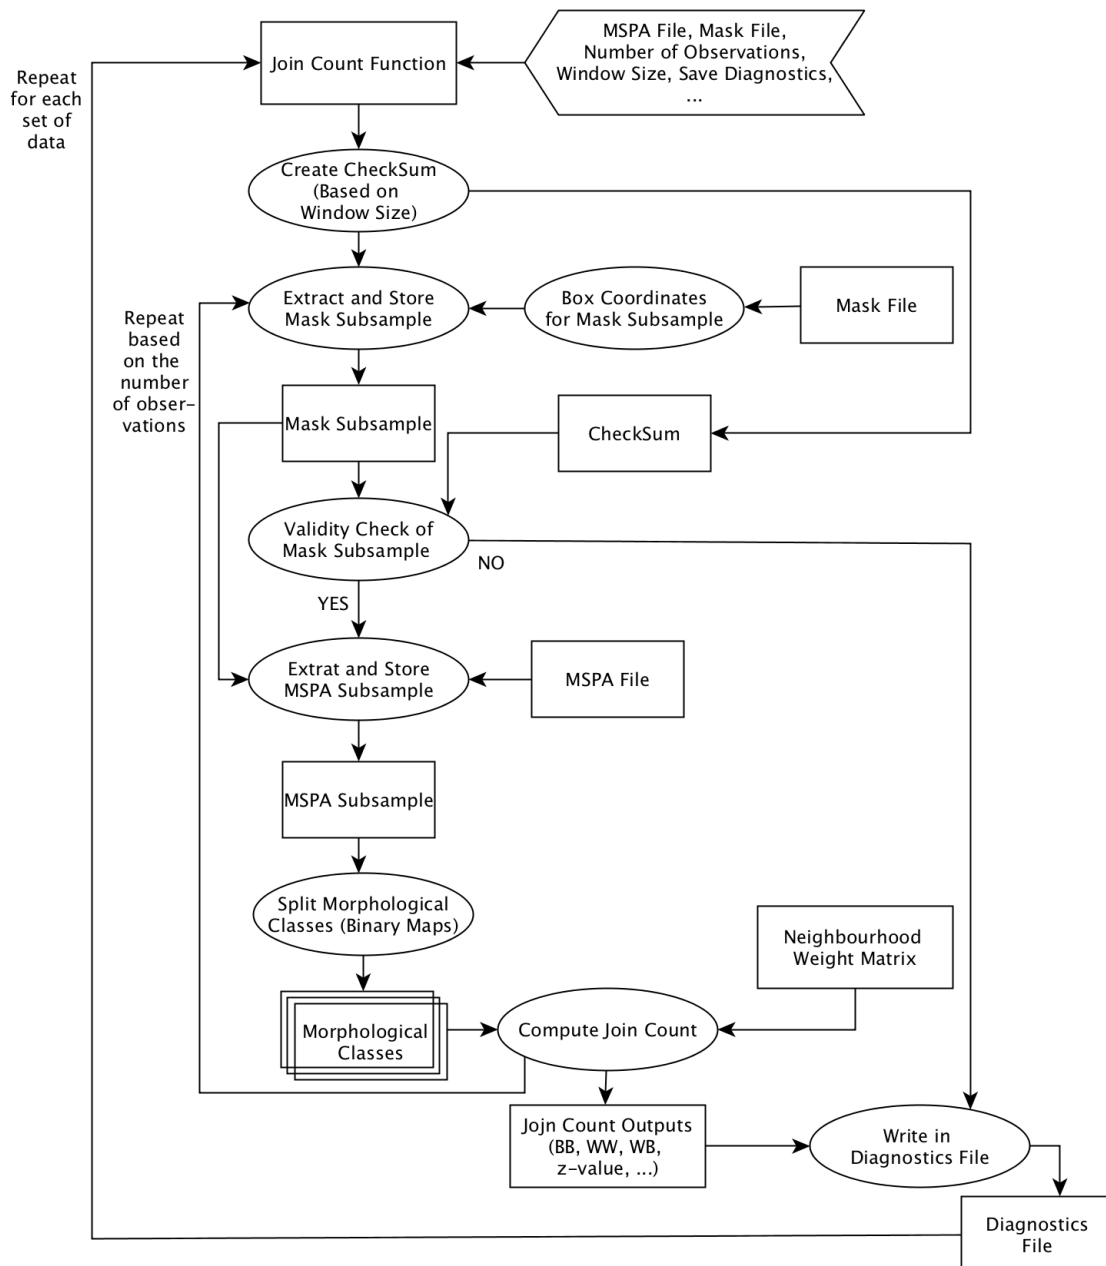 MSPA File, Mask File,
Number of Observations,
Window Size, Save Diagnostics,
...
Join Count Function
Repeat
for each
set of
data
Create CheckSum
(Based on
Window Size)
Extract and Store
Mask Subsample
Box Coordinates
for Mask Subsample
Mask File
Repeat
based
on the
number
of obser-
vations
Mask Subsample
CheckSum
Validity Check of
Mask Subsample
NO
YES
Extrat and Store
MSPA Subsample
MSPA File
MSPA Subsample
Split Morphological
Classes (Binary Maps)
Neighbourhood
Weight Matrix
Morphological
Classes
Compute Join Count
Join Count Outputs
(BB, WW, WB,
z-value, ...)
Write in
Diagnostics File
Diagnostics
File